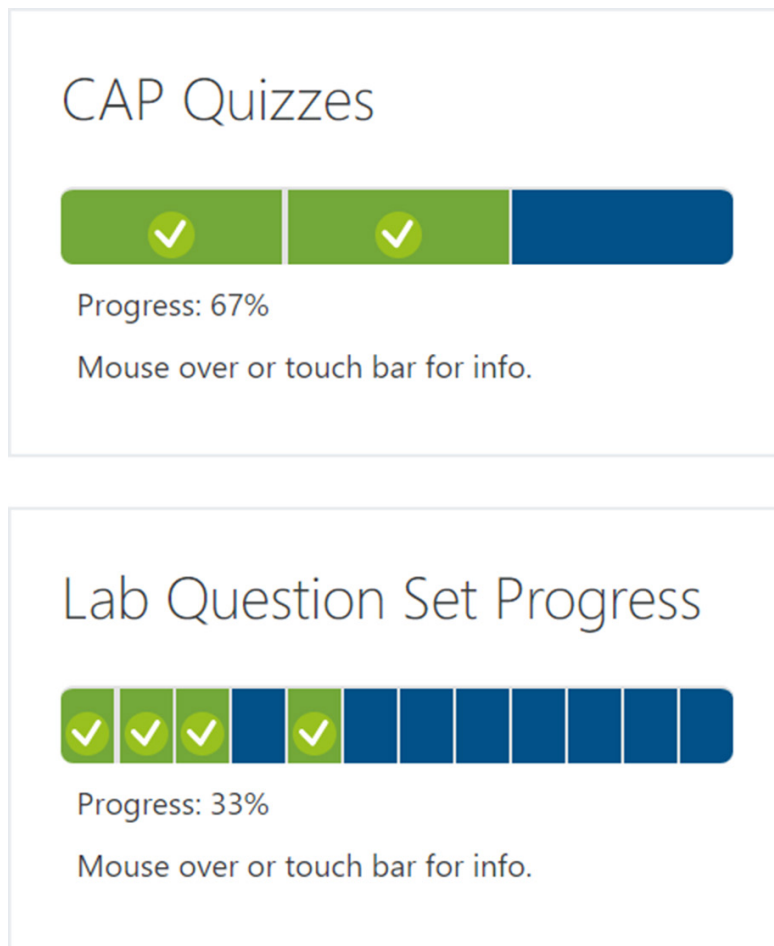 CAP Quizzes
Progress: 67%
Mouse over or touch bar for info.
Lab Question Set Progress
Progress: 33%
Mouse over or touch bar for info.